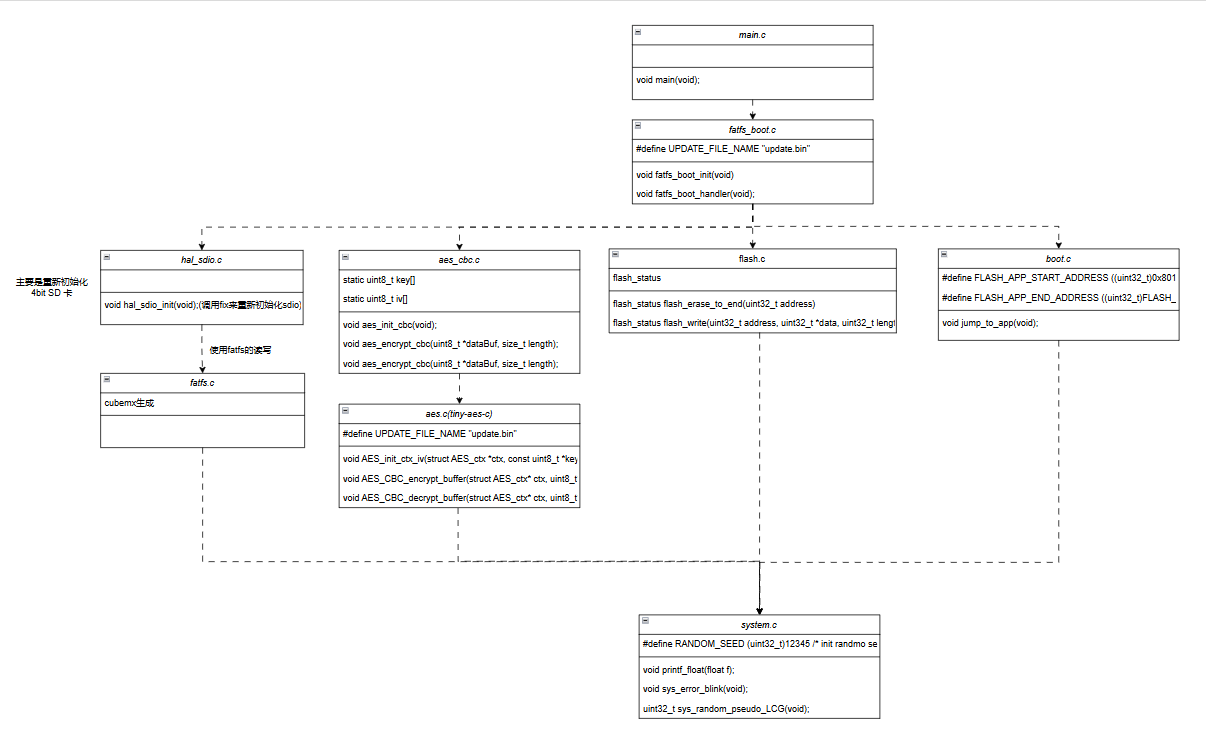 main.c
void main(void);
fatfs_boot.c
#define UPDATE_FILE_NAME "update.bin"
void fatfs_boot_init(void)
void fatfs_boot_handler(void);
主要是重新初始化
4bit SD 卡
hal_sdio.c
void hal_sdio_init(void);(调用fix来重新初始化sdio)
使用fatfs的读写
fatfs.c
cubemx生成
aes_cbc.c
static uint8_t key[]
static uint8_t iv[]
void aes_init_cbc(void);
void aes_encrypt_cbc(uint8_t *dataBuf, size_t length);
void aes_encrypt_cbc(uint8_t *dataBuf, size_t length);
aes.c(tiny-aes-c)
#define UPDATE_FILE_NAME "update.bin"
void AES_init_ctx_iv(struct AES_ctx *ctx, const uint8_t *key
void AES_CBC_encrypt_buffer(struct AES_ctx* ctx, uint8_t
void AES_CBC_decrypt_buffer(struct AES_ctx* ctx, uint8_t
flash.c
flash_status
flash_status flash_erase_to_end(uint32_t address)
flash_status flash_write(uint32_t address, uint32_t *data, uint32_t lengt
boot.c
#define FLASH_APP_START_ADDRESS ((uint32_t)0x801
#define FLASH_APP_END_ADDRESS ((uint32_t)FLASH_
void jump_to_app(void);
system.c
#define RANDOM_SEED (uint32_t)12345 /* init randmo se
void printf_float(float f);
void sys_error_blink(void);
uint32_t sys_random_pseudo_LCG(void);